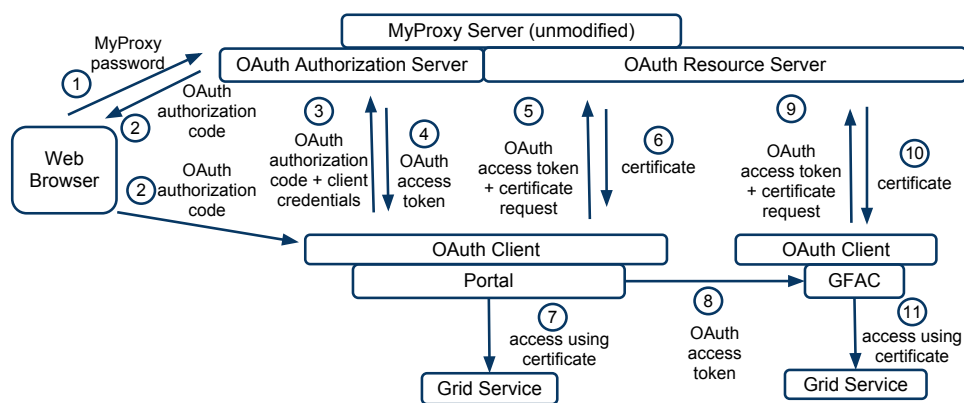 MyProxy Server (unmodified)
OAuth Authorization Server
OAuth Resource Server
MyProxy
password
1
OAuth
authorization
code
2
Web
Browser
2
OAuth
authorization
code
3
OAuth
authorization
code + client
credentials
4
OAuth
access
token
5
OAuth
access token
+ certificate
request
6
certificate
9
OAuth
access token
+ certificate
request
10
certificate
OAuth Client
Portal
OAuth Client
GFAC
7
access using
certificate
8
OAuth
access
token
11
access using
certificate
Grid Service
Grid Service